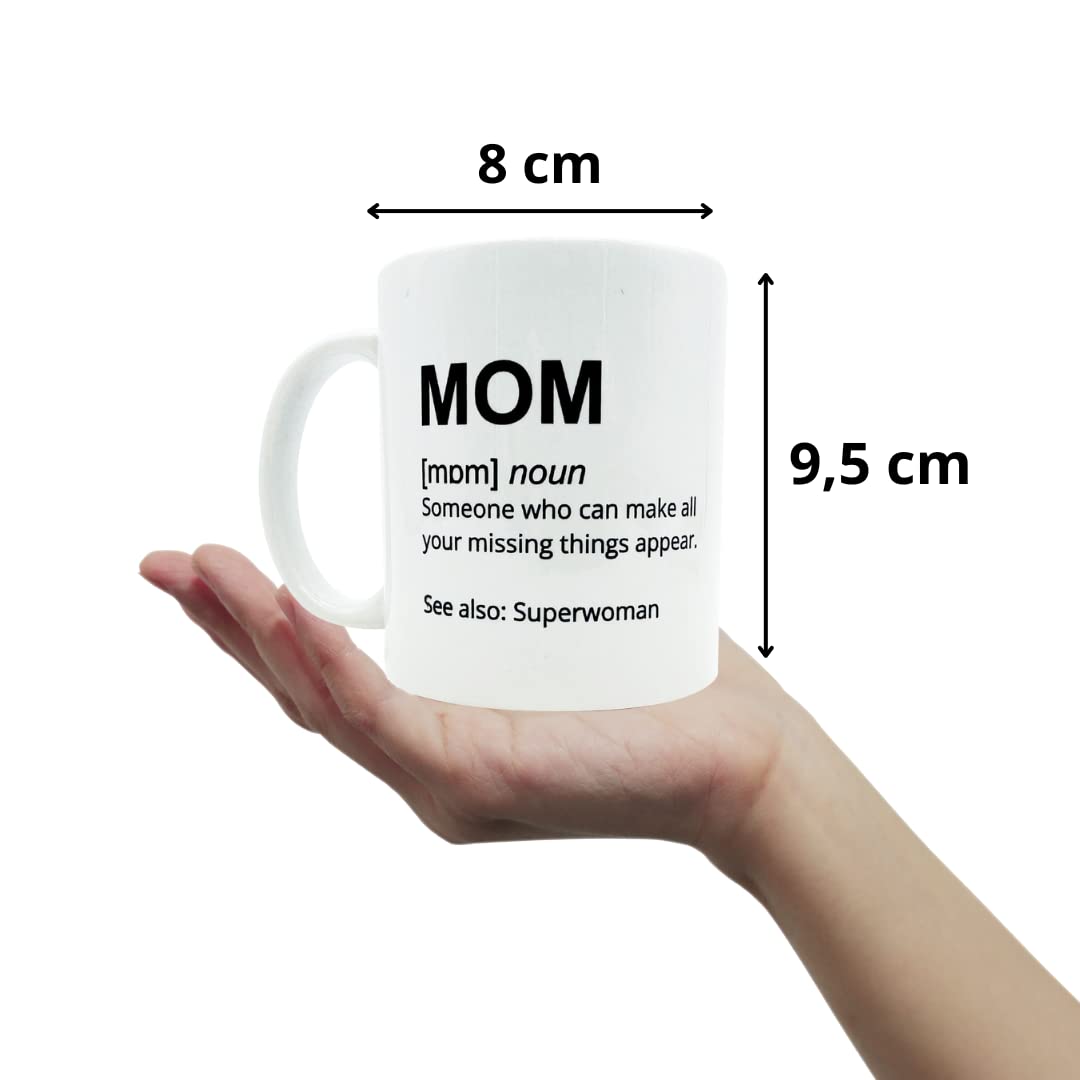 8 cm
9,5 cm
MOM
[mɒm] noun
Someone who can make all
your missing things appear.
See also: Superwoman